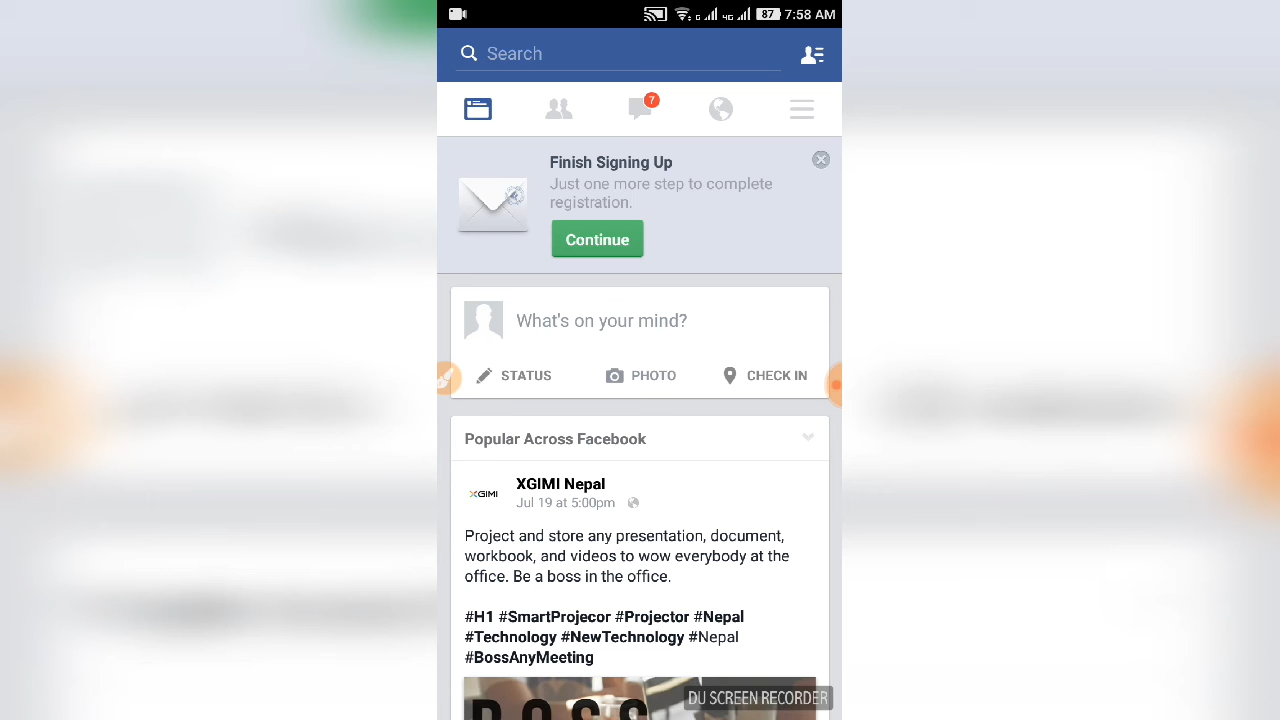 G 4G 87 7:58 AM
Search
7
Finish Signing Up
Just one more step to complete
registration.
Continue
What's on your mind?
STATUS PHOTO CHECK IN
Popular Across Facebook
XGIMI XGIMI Nepal
Jul 19 at 5:00pm
Project and store any presentation, document,
workbook, and videos to wow everybody at the
office. Be a boss in the office.
#H1 #SmartProjecor #Projector #Nepal
#Technology #NewTechnology #Nepal
#BossAnyMeeting
BOSS
DU SCREEN RECORDER